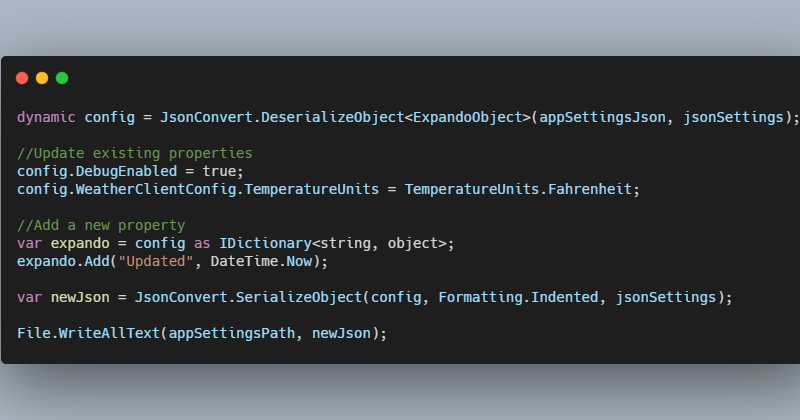 dynamic config = JsonConvert.DeserializeObject<ExpandoObject>(appSettingsJson, jsonSettings);
//Update existing properties
config.DebugEnabled = true;
config.WeatherClientConfig.TemperatureUnits = TemperatureUnits.Fahrenheit;
//Add a new property
var expando = config as IDictionary<string, object>;
expando.Add("Updated", DateTime.Now);
var newJson = JsonConvert.SerializeObject(config, Formatting.Indented, jsonSettings);
File.WriteAllText(appSettingsPath, newJson);